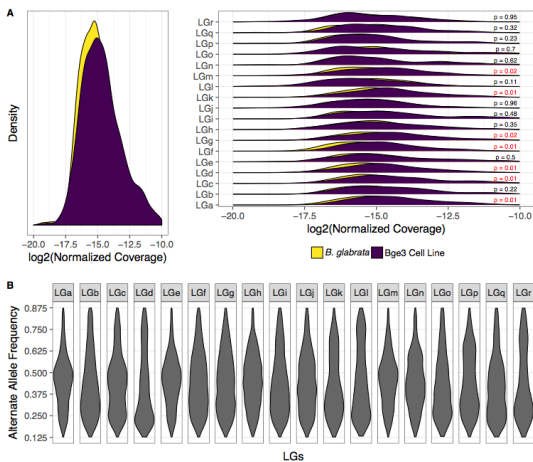 A
Density
-20.0 -17.5 -15.0 -12.5 -10.0
log2(Normalized Coverage)
LGr p = 0.95
LGq p = 0.32
LGp p = 0.23
LGo p = 0.7
LGn p = 0.62
LGm p = 0.02
LGl p = 0.11
LGk p = 0.01
LGj p = 0.96
LGi p = 0.48
LGh p = 0.35
LGg p = 0.02
LGf p = 0.01
LGe p = 0.5
LGd p = 0.01
LGc p = 0.01
LGb p = 0.22
LGa p = 0.01
-20.0 -17.5 -15.0 -12.5 -10.0
log2(Normalized Coverage)
B. glabrata Bge3 Cell Line
B
LGa LGb LGc LGd LGe LGf LGg LGh LGi LGj LGk LGl LGm LGn LGo LGp LGq LGr
Alternate Allele Frequency
0.875
0.750
0.625
0.500
0.375
0.250
0.125
LGs